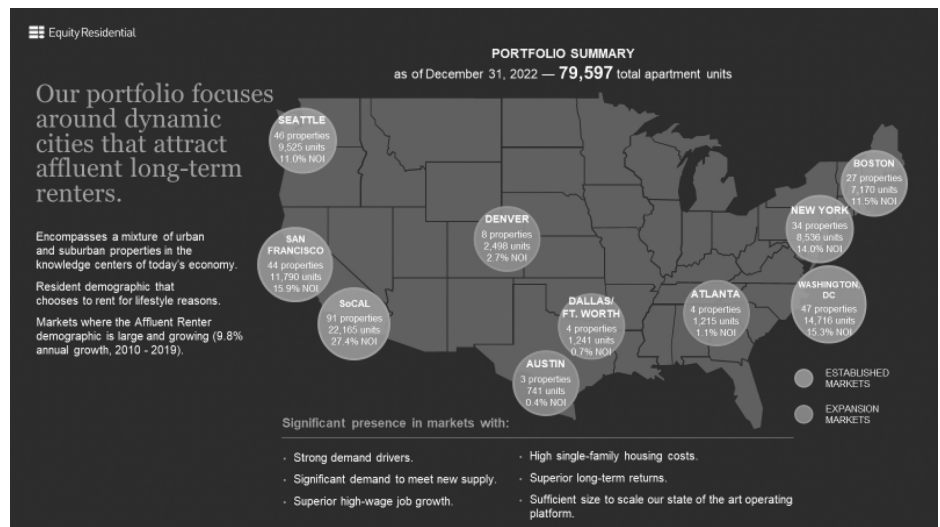 Equity Residential
PORTFOLIO SUMMARY
as of December 31, 2022 — 79,597 total apartment units
Our portfolio focuses
around dynamic
cities that attract
affluent long-term
renters.
Encompasses a mixture of urban
and suburban properties in the
knowledge centers of today's economy.
Resident demographic that
chooses to rent for lifestyle reasons.
Markets where the Affluent Renter
demographic is large and growing (9.8%
annual growth, 2010 - 2019).
SEATTLE
46 properties
9,525 units
11.0% NOI
SAN
FRANCISCO
44 properties
11,790 units
15.9% NOI
SoCAL
91 properties
22,165 units
27.4% NOI
DENVER
8 properties
2,498 units
2.7% NOI
DALLAS/
FT. WORTH
4 properties
1,241 units
0.7% NOI
AUSTIN
3 properties
741 units
0.4% NOI
ATLANTA
4 properties
1,215 units
1.1% NOI
BOSTON
27 properties
7,170 units
11.5% NOI
NEW YORK
34 properties
8,536 units
14.0% NOI
WASHINGTON,
DC
47 properties
14,716 units
15.3% NOI
ESTABLISHED
MARKETS
EXPANSION
MARKETS
Significant presence in markets with:
· Strong demand drivers.
· Significant demand to meet new supply.
· Superior high-wage job growth.
· High single-family housing costs.
· Superior long-term returns.
· Sufficient size to scale our state of the art operating
platform.